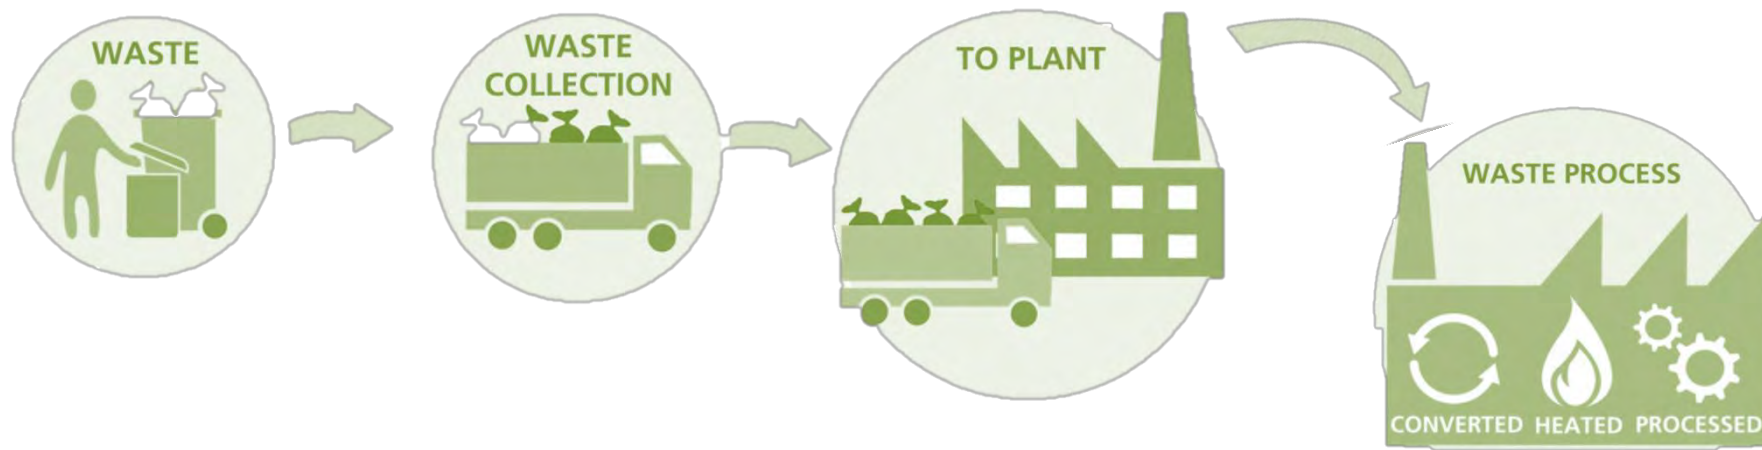 WASTE
WASTE
COLLECTION
TO PLANT
WASTE PROCESS
CONVERTED HEATED PROCESSED